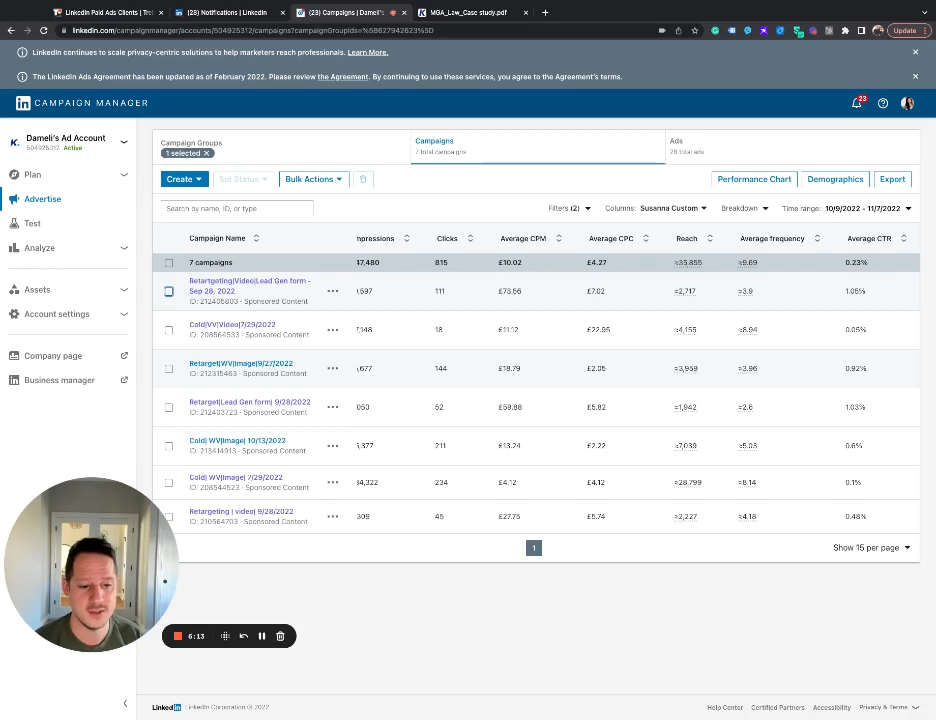 LinkedIn Paid Ads Clients | Trel
(28) Notifications | LinkedIn
(23) Campaigns | Dameli's
MGA_Law_Case study.pdf
linkedin.com/campaignmanager/accounts/504925312/campaigns?campaignGroupIds=%5B627942623%5D
Update
LinkedIn continues to scale privacy-centric solutions to help marketers reach professionals. Learn More.
The LinkedIn Ads Agreement has been updated as of February 2022. Please review the Agreement. By continuing to use these services, you agree to the Agreement's terms.
in CAMPAIGN MANAGER
23
K.
Dameli's Ad Account
504925312 Active
Plan
Advertise
Test
Analyze
Assets
Account settings
Company page
Business manager
Campaign Groups
1 selected
Campaigns
7 total campaigns
Ads
28 total ads
Create
Set Status
Bulk Actions
Performance Chart
Demographics
Export
Search by name, ID, or type
Filters (2)
Columns: Susanna Custom
Breakdown
Time range: 10/9/2022 - 11/7/2022
Campaign Name
mpressions
Clicks
Average CPM
Average CPC
Reach
Average frequency
Average CTR
7 campaigns
47,480
815
£10.02
£4.27
≈35,855
≈9.69
0.23%
Retartgeting|Video|Lead Gen form -
Sep 28, 2022
ID: 212405803 · Sponsored Content
,597
111
£73.56
£7.02
≈2,717
≈3.9
1.05%
Cold|VV|Video|7/29/2022
ID: 208564533 · Sponsored Content
,148
18
£11.12
£22.95
≈4,155
≈8.94
0.05%
Retarget|WV|Image|9/27/2022
ID: 212315463 · Sponsored Content
,677
144
£18.79
£2.05
≈3,959
≈3.96
0.92%
Retarget|Lead Gen form| 9/28/2022
ID: 212403723 · Sponsored Content
050
52
£59.88
£5.82
≈1,942
≈2.6
1.03%
Cold| WV|Image| 10/13/2022
ID: 213414913 · Sponsored Content
5,377
211
£13.24
£2.22
≈7,039
≈5.03
0.6%
Cold| WV|Image| 7/29/2022
ID: 208544523 · Sponsored Content
34,322
234
£4.12
£4.12
≈28,799
≈8.14
0.1%
Retargeting | video| 9/28/2022
ID: 210564703 · Sponsored Content
309
45
£27.75
£5.74
≈2,227
≈4.18
0.48%
1
Show 15 per page
6:13
LinkedIn LinkedIn Corporation © 2022
Help Center
Certified Partners
Accessibility
Privacy & Terms